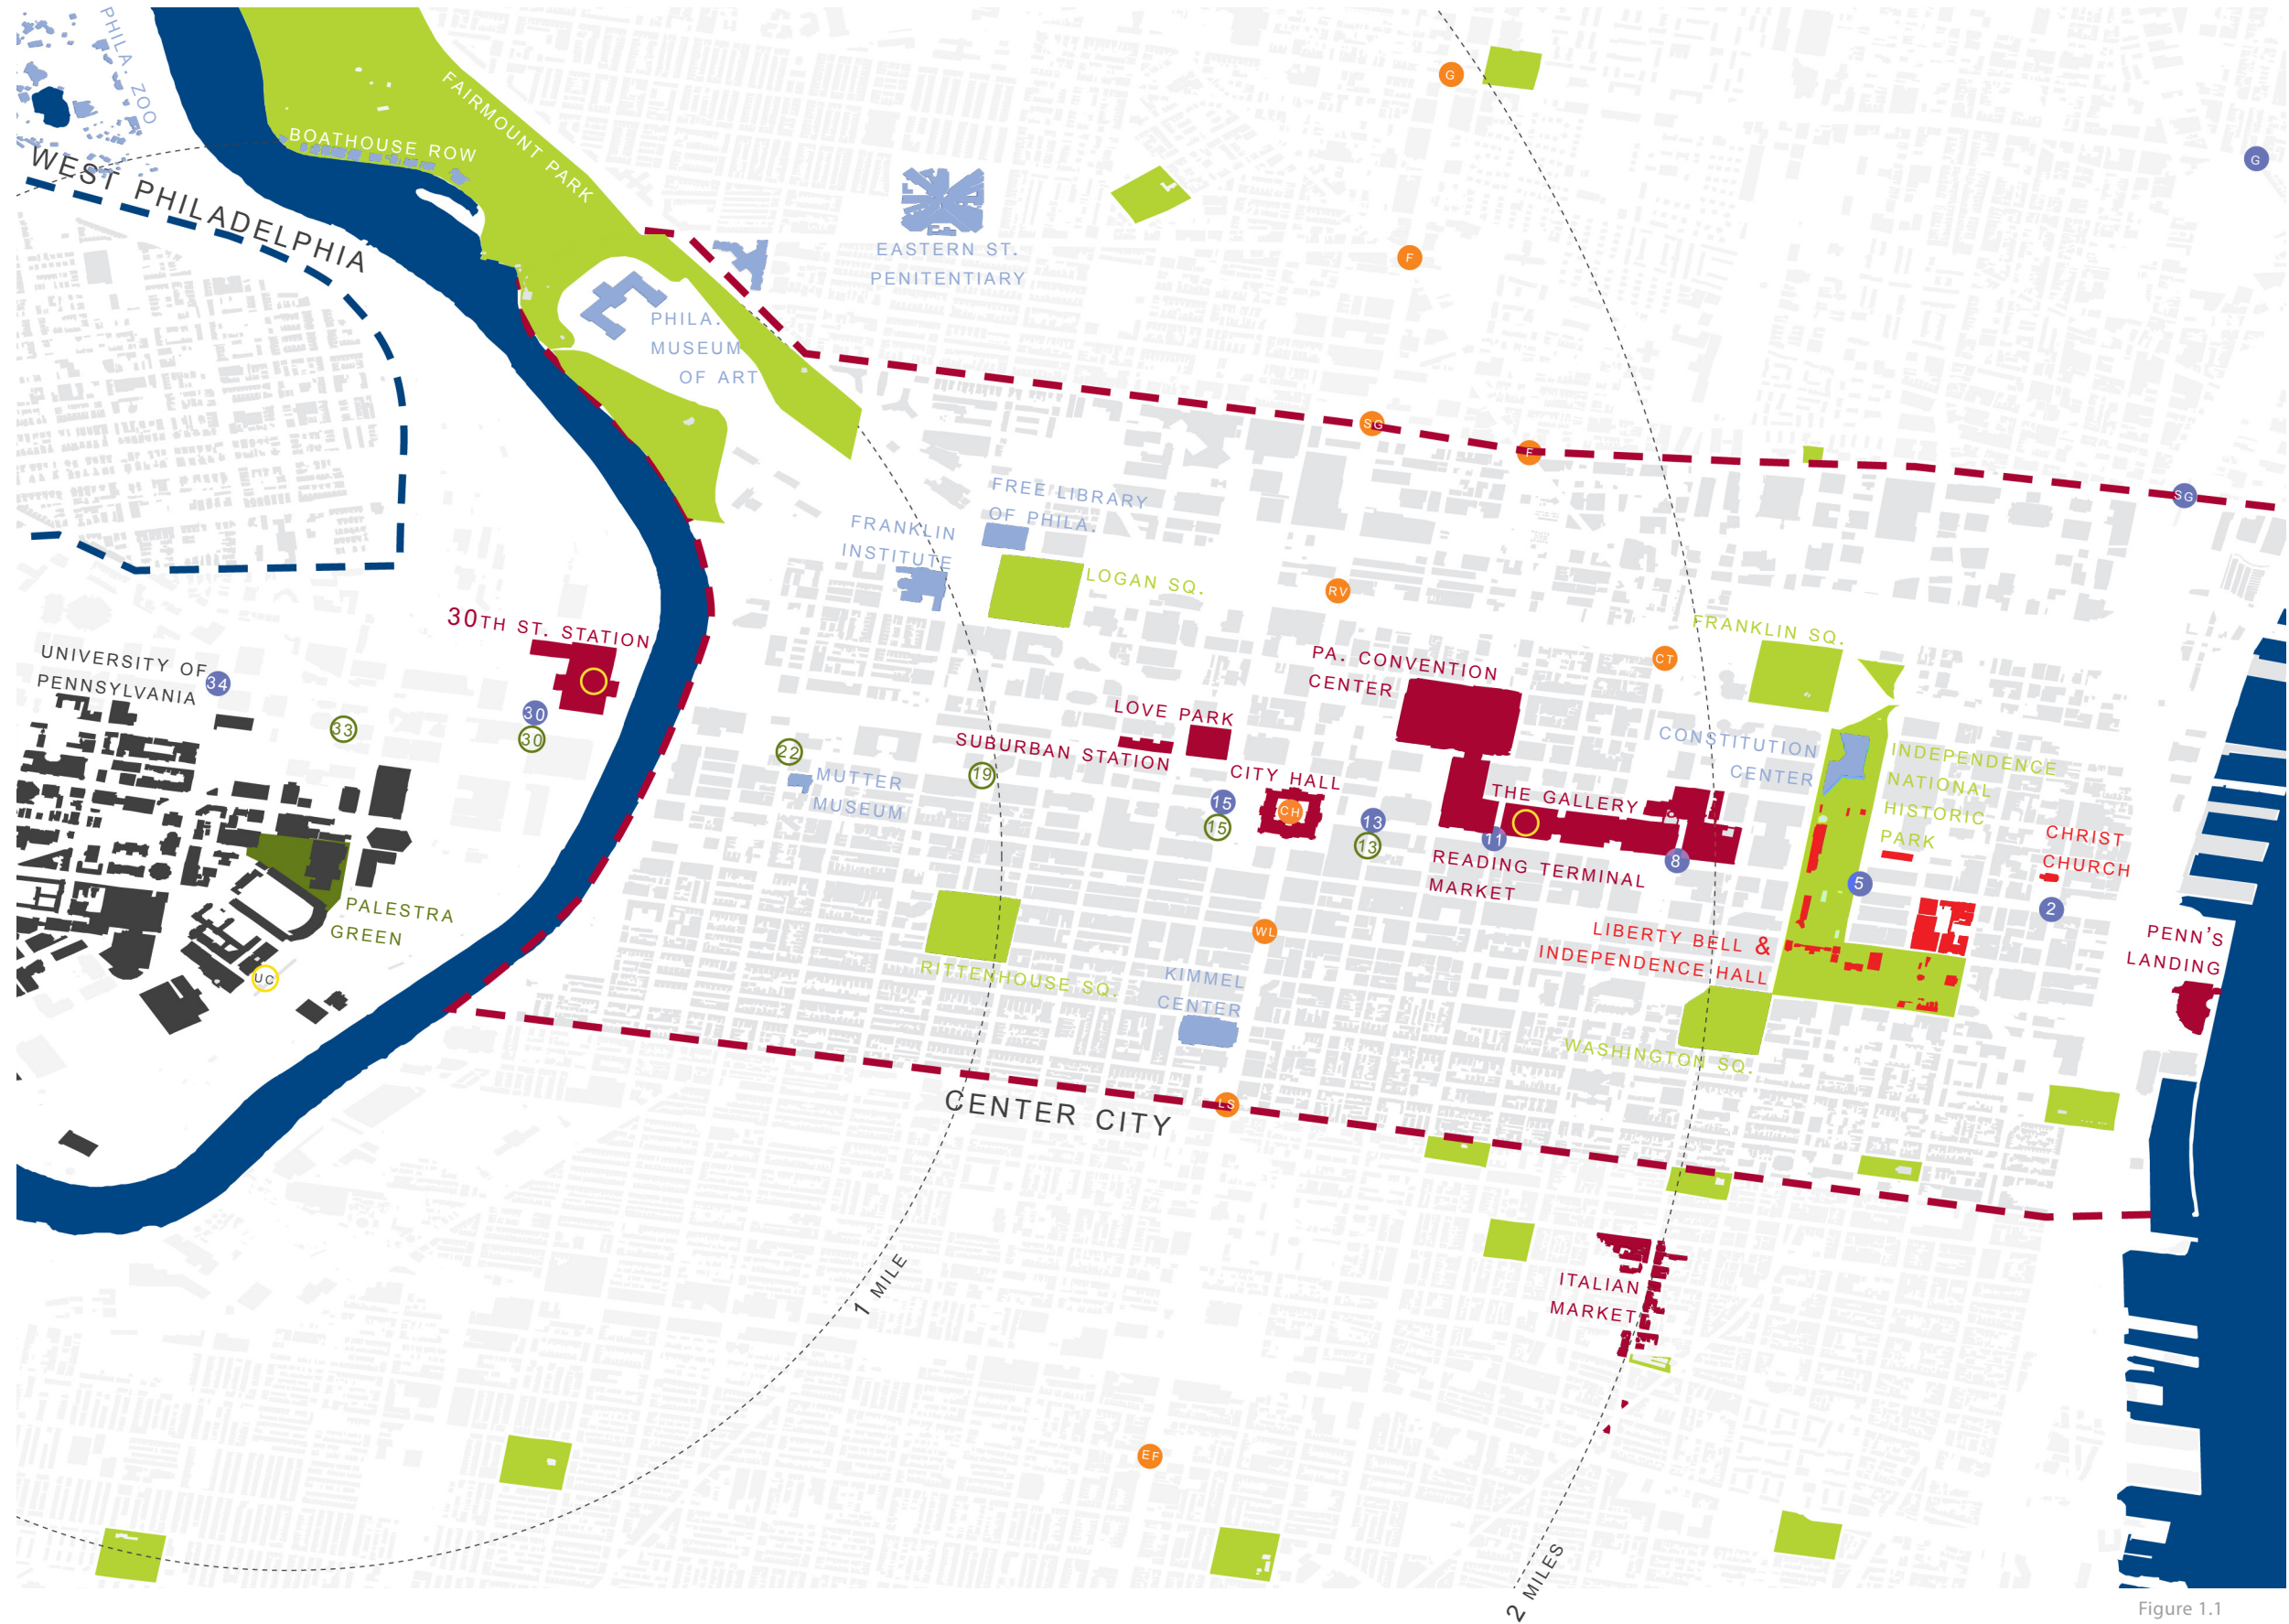 PHILA. ZOO
BOATHOUSE ROW
FAIRMOUNT PARK
WEST PHILADELPHIA
G
G
F
EASTERN ST.
PENITENTIARY
PHILA.
MUSEUM
OF ART
SG
F
SG
FREE LIBRARY
OF PHILA.
FRANKLIN
INSTITUTE
LOGAN SQ.
RV
30TH ST. STATION
UNIVERSITY OF
PENNSYLVANIA
34
33
30
30
FRANKLIN SQ.
CT
PA. CONVENTION
CENTER
LOVE PARK
SUBURBAN STATION
CITY HALL
CH
22
19
MUTTER
MUSEUM
15
15
13
13
THE GALLERY
11
8
READING TERMINAL
MARKET
CONSTITUTION
CENTER
INDEPENDENCE
NATIONAL
HISTORIC
PARK
CHRIST
CHURCH
5
2
PALESTRA
GREEN
UC
RITTENHOUSE SQ.
WL
KIMMEL
CENTER
LIBERTY BELL &
INDEPENDENCE HALL
PENN'S
LANDING
WASHINGTON SQ.
CENTER CITY
LS
1 MILE
ITALIAN
MARKET
EF
2 MILES
Figure 1.1